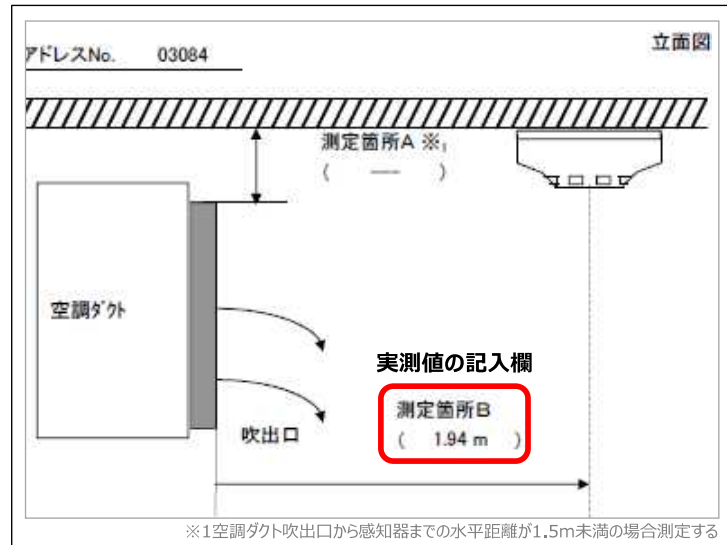 アドレスNo. 03084
立面図
測定箇所A ※₁
( ― )
空調ダクト
実測値の記入欄
測定箇所B
( 1.94 m )
吹出口
※1空調ダクト吹出口から感知器までの水平距離が1.5m未満の場合測定する